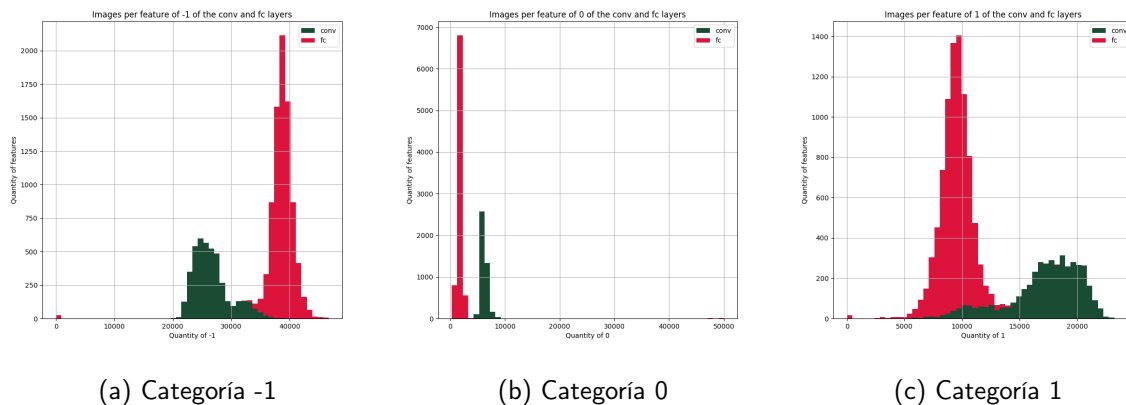 Images per feature of -1 of the conv and fc layers
conv
fc
2000
1750
1500
1250
1000
750
500
250
0
Quantity of features
0 10000 20000 30000 40000
Quantity of -1
(a) Categoría -1
Images per feature of 0 of the conv and fc layers
conv
fc
7000
6000
5000
4000
3000
2000
1000
0
Quantity of features
0 10000 20000 30000 40000 50000
Quantity of 0
(b) Categoría 0
Images per feature of 1 of the conv and fc layers
conv
fc
1400
1200
1000
800
600
400
200
0
Quantity of features
0 5000 10000 15000 20000
Quantity of 1
(c) Categoría 1